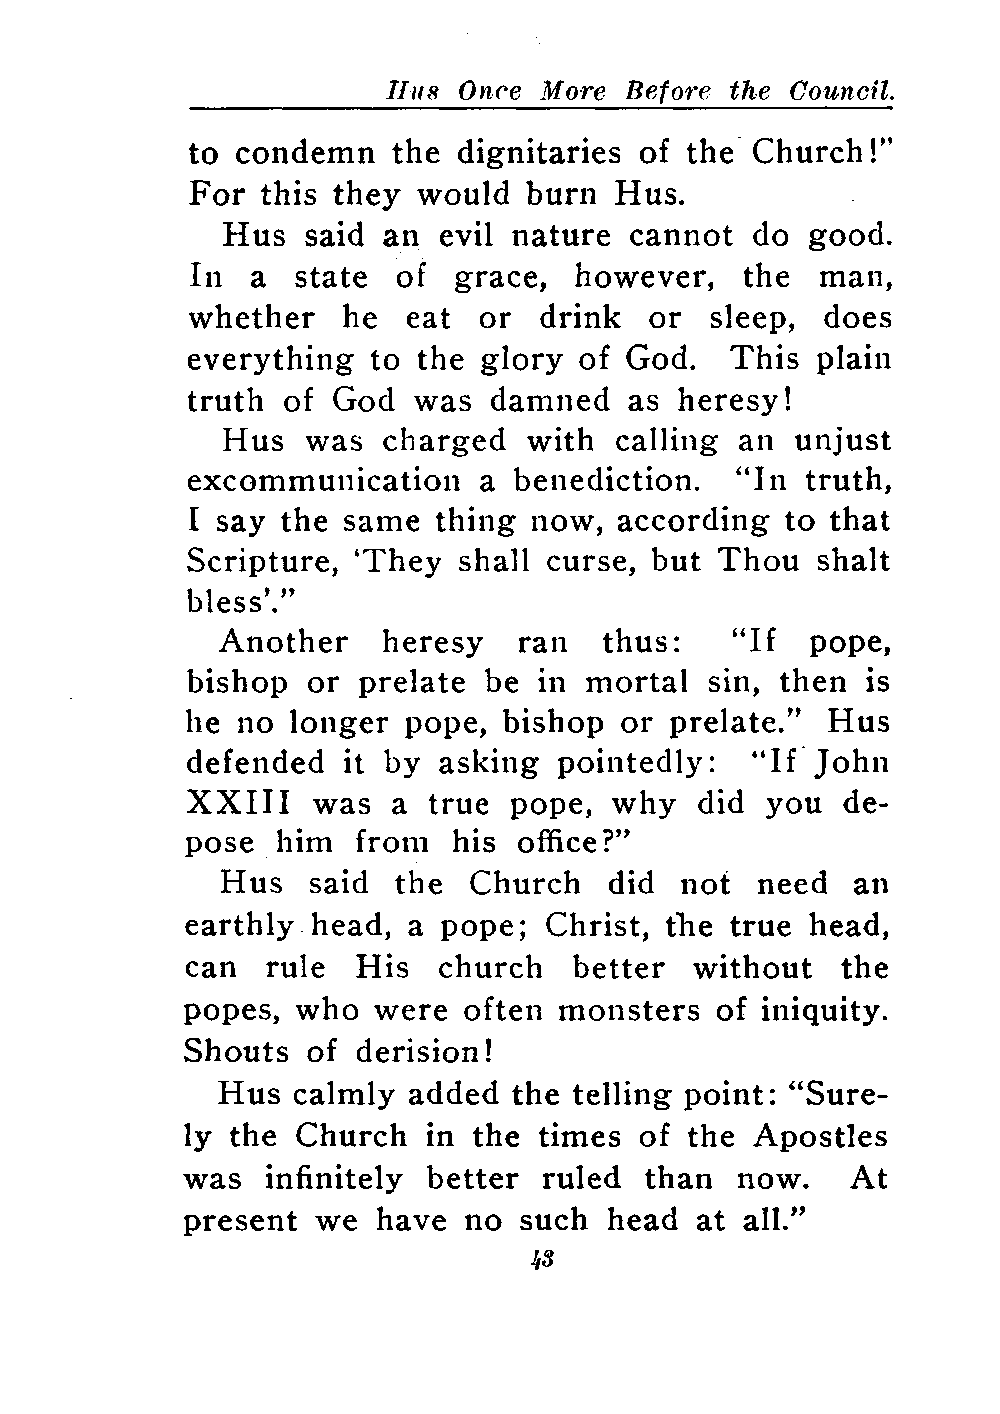 Hus Once More Before the Council.
to condemn the dignitaries of the Church!”
For this they would burn Hus.
Hus said an evil nature cannot do good.
In a state of grace, however, the man,
whether he eat or drink or sleep, does
everything to the glory of God. This plain
truth of God was damned as heresy!
Hus was charged with calling an unjust
excommunication a benediction. “In truth,
I say the same thing now, according to that
Scripture, ‘They shall curse, but Thou shalt
bless’.”
Another heresy ran thus: “If pope,
bishop or prelate be in mortal sin, then is
he no longer pope, bishop or prelate.” Hus
defended it by asking pointedly: “If John
XXIII was a true pope, why did you de-
pose him from his office?”
Hus said the Church did not need an
earthly head, a pope; Christ, the true head,
can rule His church better without the
popes, who were often monsters of iniquity.
Shouts of derision!
Hus calmly added the telling point: “Sure-
ly the Church in the times of the Apostles
was infinitely better ruled than now. At
present we have no such head at all.”
43